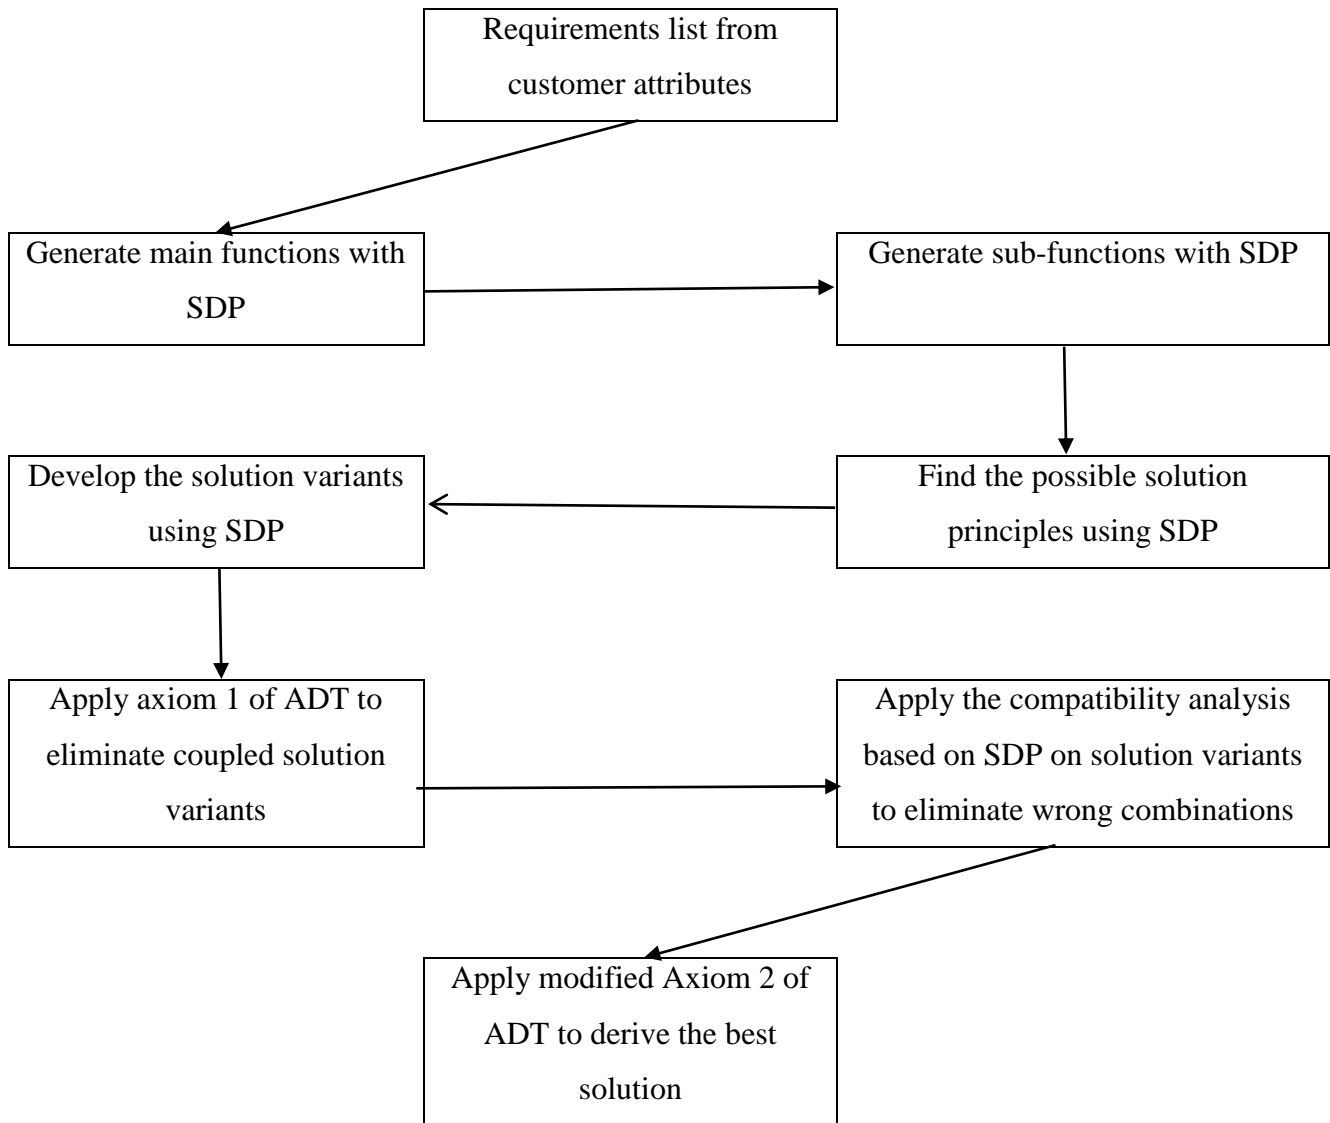 Requirements list from
customer attributes
Generate main functions with
SDP
Generate sub-functions with SDP
Develop the solution variants
using SDP
Find the possible solution
principles using SDP
Apply axiom 1 of ADT to
eliminate coupled solution
variants
Apply the compatibility analysis
based on SDP on solution variants
to eliminate wrong combinations
Apply modified Axiom 2 of
ADT to derive the best
solution